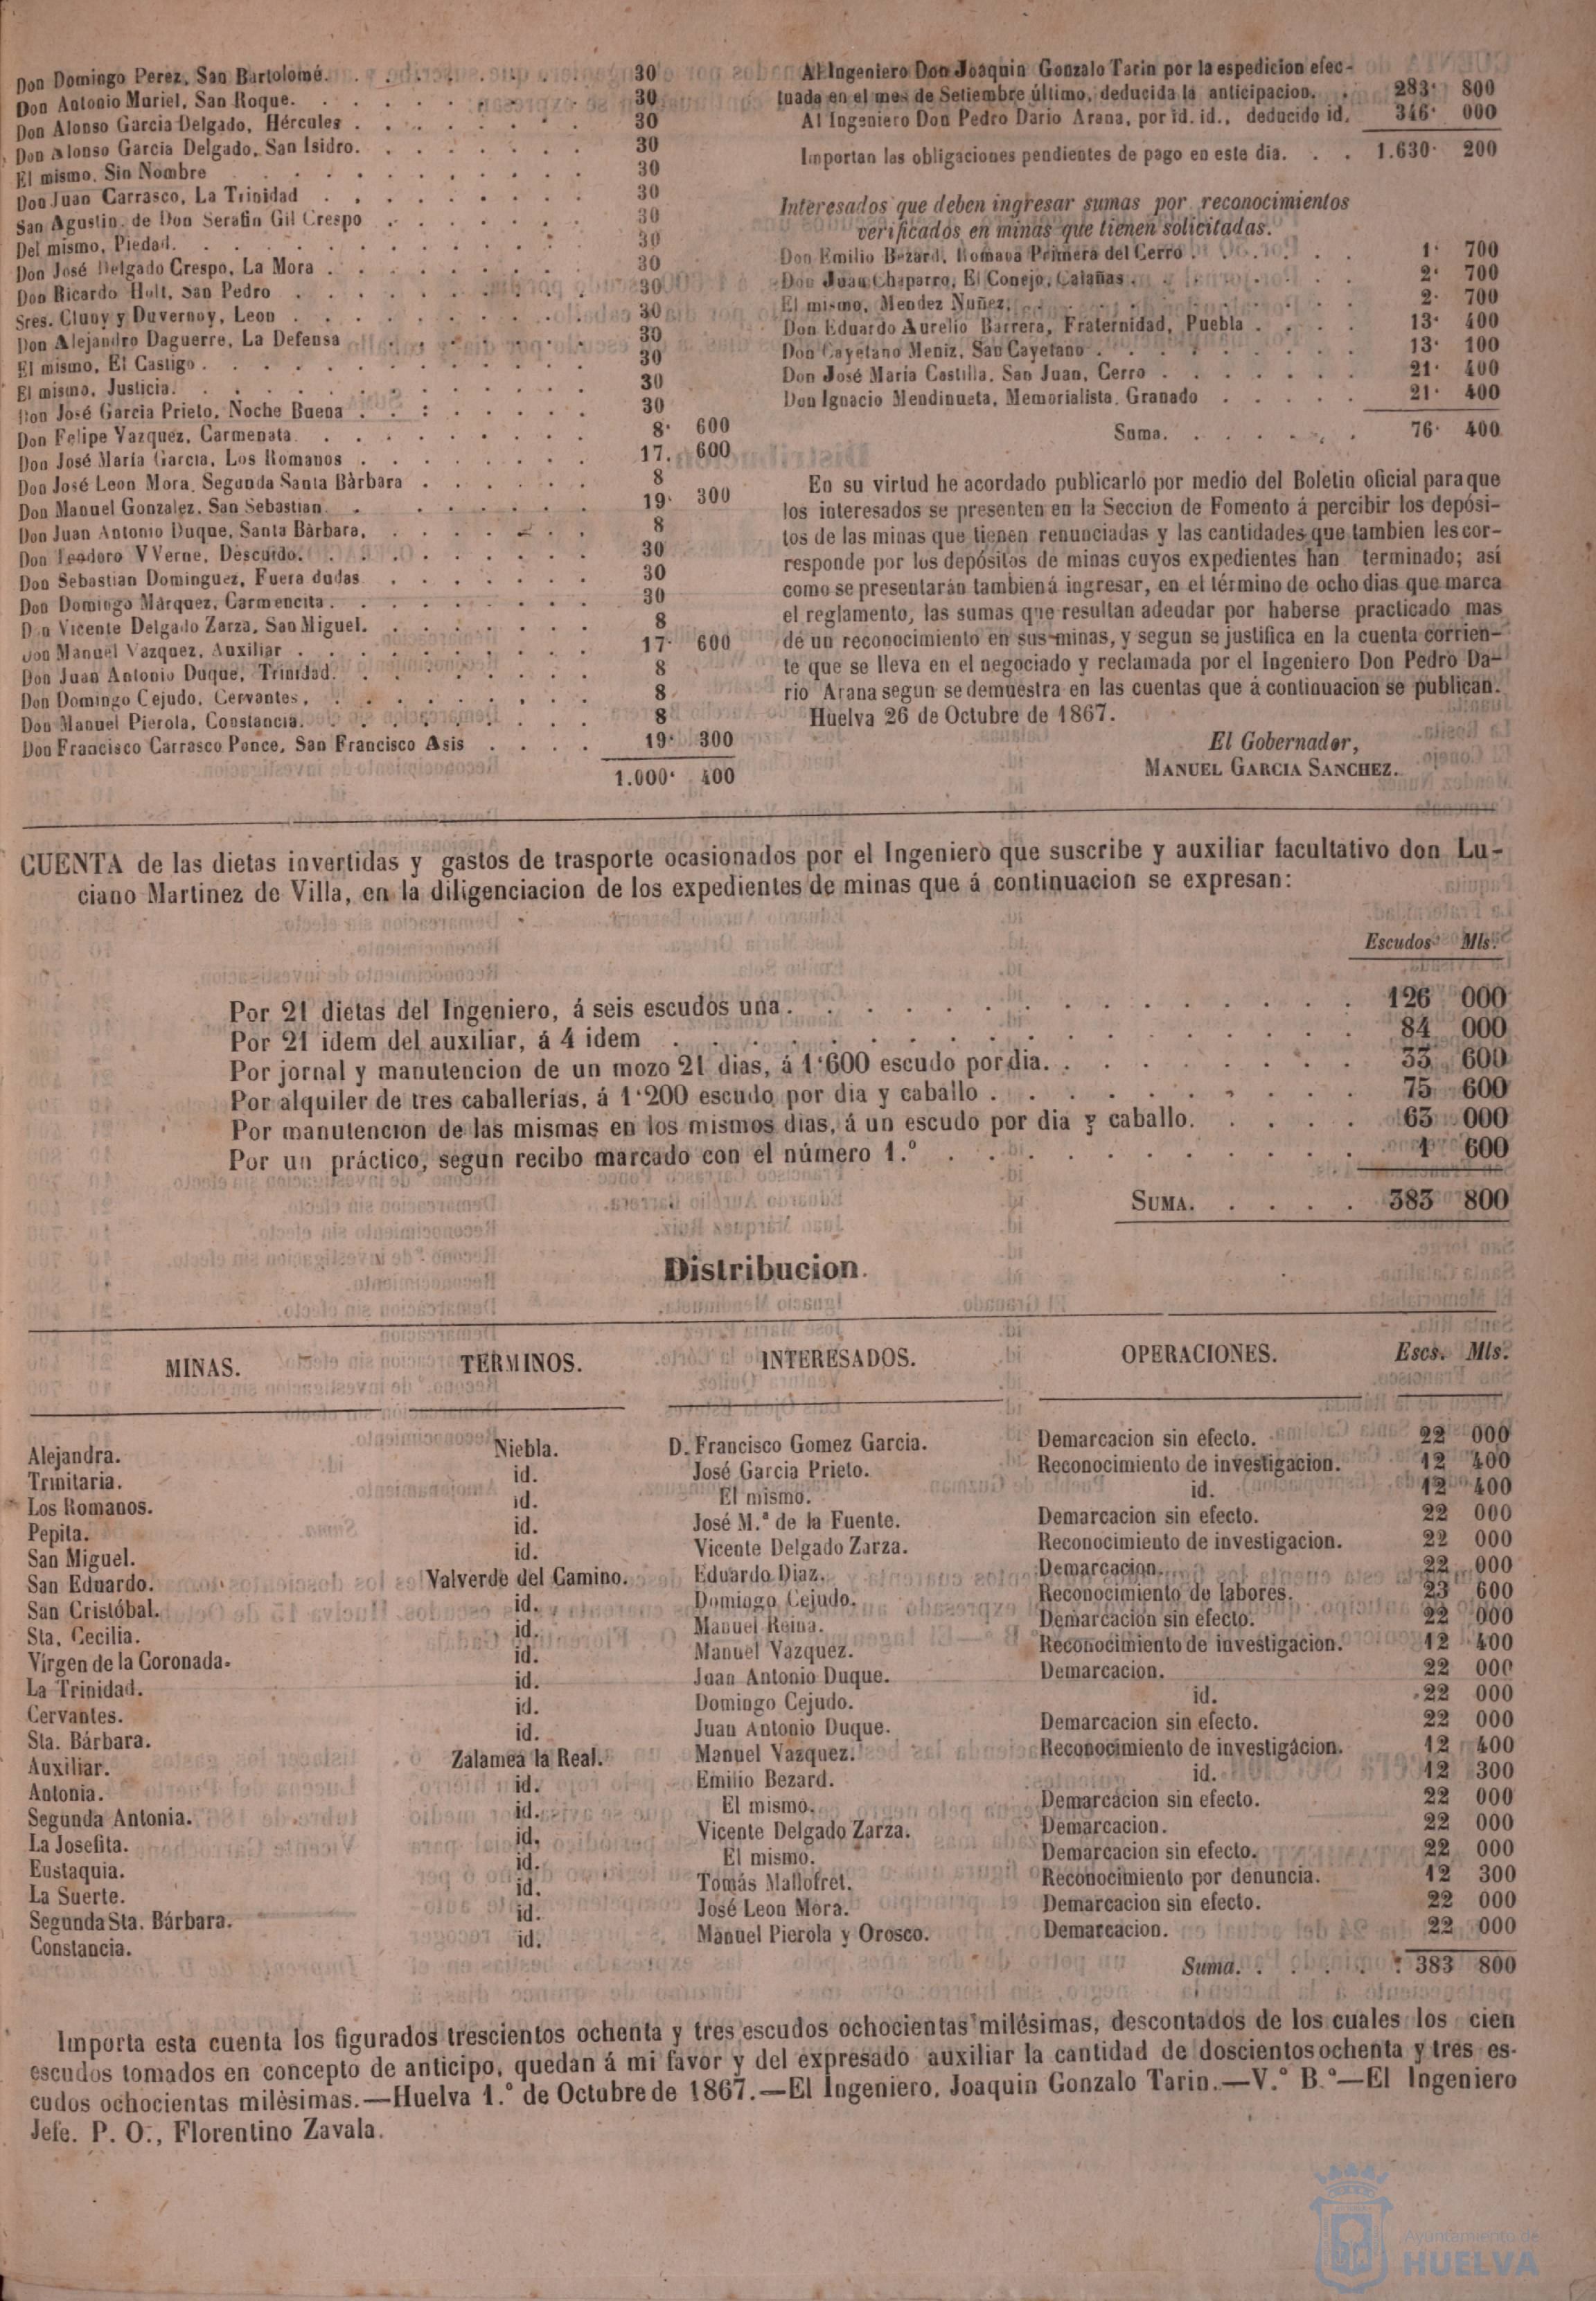 Don Domingo Perez, San Bartolomé. 30
Don Antonio Muriel, San Roque. 30
Don Alonso Garcia Delgado, Hércules. 30
Don Alonso Garcia Delgado, San Isidro. 30
El mismo, Sin Nombre 30
Don Juan Carrasco, La Trinidad 30
San Agustin, de Don Serafin Gil Crespo 30
Del mismo, Piedad. 30
Don José Delgado Crespo, La Mora. 30
Don Ricardo Holt, San Pedro 30
Sres. Cluny y Duvernoy, Leon 30
Don Alejandro Daguerre, La Defensa 30
El mismo, El Castigo. 30
El mismo, Justicia. 30
Don José Garcia Prieto, Noche Buena 30
Don Felipe Vazquez, Carmenata. 8' 600
Don José María Garcia, Los Romanos 17. 600
Don José Leon Mora, Segunda Santa Bàrbara 8
Don Manuel Gonzalez, San Sebastian. 19' 300
Don Juan Antonio Duque, Santa Bàrbara, 8
Don Teodoro V Verne, Descuido. 30
Don Sebastian Dominguez, Fuera dudas 30
Don Domingo Márquez, Carmencita. 30
Don Vicente Delgado Zarza, San Miguel. 8
Don Manuel Vazquez, Auxiliar 17' 600
Don Juan Antonio Duque, Trinidad. 8
Don Domingo Cejudo, Cervantes, 8
Don Manuel Pierola, Constancia. 8
Don Francisco Carrasco Ponce, San Francisco Asis 19' 300
1.000' 400
Al Ingeniero Don Joaquin Gonzalo Tarin por la espedicion efec-
tuada en el mes de Setiembre último, deducida la anticipacion. 283' 800
Al Ingeniero Don Pedro Dario Arana, por id. id., deducido id. 346' 000
Importan las obligaciones pendientes de pago en este dia. 1.630' 200
Interesados que deben ingresar sumas por reconocimientos
verificados en minas que tienen solicitadas.
Don Emilio Bezard, Romana Primera del Cerro. 1' 700
Don Juan Chaparro, El Conejo, Calañas 2' 700
El mismo, Mendez Nuñez, 2' 700
Don Eduardo Aurelio Barrera, Fraternidad, Puebla. 13' 400
Don Cayetano Meniz, San Cayetano. 13' 100
Don José María Castilla, San Juan, Cerro 21' 400
Don Ignacio Mendinueta, Memorialista, Granado 21' 400
Suma. 76' 400
En su virtud he acordado publicarlo por medio del Boletin oficial para que
los interesados se presenten en la Seccion de Fomento á percibir los depósi-
tos de las minas que tienen renunciadas y las cantidades que tambien les cor-
responde por los depósitos de minas cuyos expedientes han terminado; así
como se presentarán tambiená ingresar, en el término de ocho dias que marca
el reglamento, las sumas que resultan adeudar por haberse practicado mas
de un reconocimiento en sus minas, y segun se justifica en la cuenta corrien-
te que se lleva en el negociado y reclamada por el Ingeniero Don Pedro Da-
rio Arana segun se demuestra en las cuentas que à continuacion se publican.
Huelva 26 de Octubre de 1867.
El Gobernador,
MANUEL GARCIA SANCHEZ.
CUENTA de las dietas invertidas y gastos de trasporte ocasionados por el Ingeniero que suscribe y auxiliar facultativo don Lu-
ciano Martinez de Villa, en la diligenciacion de los expedientes de minas que á continuacion se expresan:
Escudos Mls.
Por 21 dietas del Ingeniero, á seis escudos una. 126 000
Por 21 idem del auxiliar, á 4 idem 84 000
Por jornal y manutencion de un mozo 21 dias, á 1'600 escudo por dia. 33 600
Por alquiler de tres caballerías, á 1'200 escudo por dia y caballo. 75 600
Por manutencion de las mismas en los mismos dias, á un escudo por dia y caballo. 63 000
Por un práctico, segun recibo marcado con el número 1.º 1 600
SUMA. 383 800
Distribucion.
MINAS. TÉRMINOS. INTERESADOS. OPERACIONES. Escs. Mls.
Alejandra. Niebla. D. Francisco Gomez Garcia. Demarcacion sin efecto. 22 000
Trinitaria. id. José Garcia Prieto. Reconocimiento de investigacion. 12 400
Los Romanos. id. El mismo. id. 12 400
Pepita. id. José M.ª de la Fuente. Demarcacion sin efecto. 22 000
San Miguel. id. Vicente Delgado Zarza. Reconocimiento de investigacion. 22 000
San Eduardo. Valverde del Camino. Eduardo Diaz. Demarcacion. 22 000
San Cristóbal. id. Domingo Cejudo. Reconocimiento de labores. 23 600
Sta, Cecilia. id. Manuel Reina. Demarcacion sin efecto. 22 000
Virgen de la Coronada. id. Manuel Vazquez. Reconocimiento de investigacion. 12 400
La Trinidad. id. Juan Antonio Duque. Demarcacion. 22 000
Cervantes. id. Domingo Cejudo. id. 22 000
Sta. Bárbara. id. Juan Antonio Duque. Demarcacion sin efecto. 22 000
Auxiliar. Zalamea la Real. Manuel Vazquez. Reconocimiento de investigacion. 12 400
Antonia. id. Emilio Bezard. id. 12 300
Segunda Antonia. id. El mismo. Demarcacion sin efecto. 22 000
La Josefita. id. Vicente Delgado Zarza. Demarcacion. 22 000
Eustaquia. id. El mismo. Demarcacion sin efecto. 22 000
La Suerte. id. Tomás Mallofret. Reconocimiento por denuncia. 12 300
Segunda Sta. Bárbara. id. José Leon Mora. Demarcacion sin efecto. 22 000
Constancia. id. Manuel Pierola y Orosco. Demarcacion. 22 000
Suma. 383 800
Importa esta cuenta los figurados trescientos ochenta y tres escudos ochocientas milésimas, descontados de los cuales los cien
escudos tomados en concepto de anticipo, quedan á mi favor y del expresado auxiliar la cantidad de doscientos ochenta y tres es-
cudos ochocientas milèsimas.—Huelva 1.º de Octubre de 1867.—El Ingeniero, Joaquin Gonzalo Tarin.—V.º B.º—El Ingeniero
Jefe. P. O., Florentino Zavala.
Ayuntamiento de
HUELVA